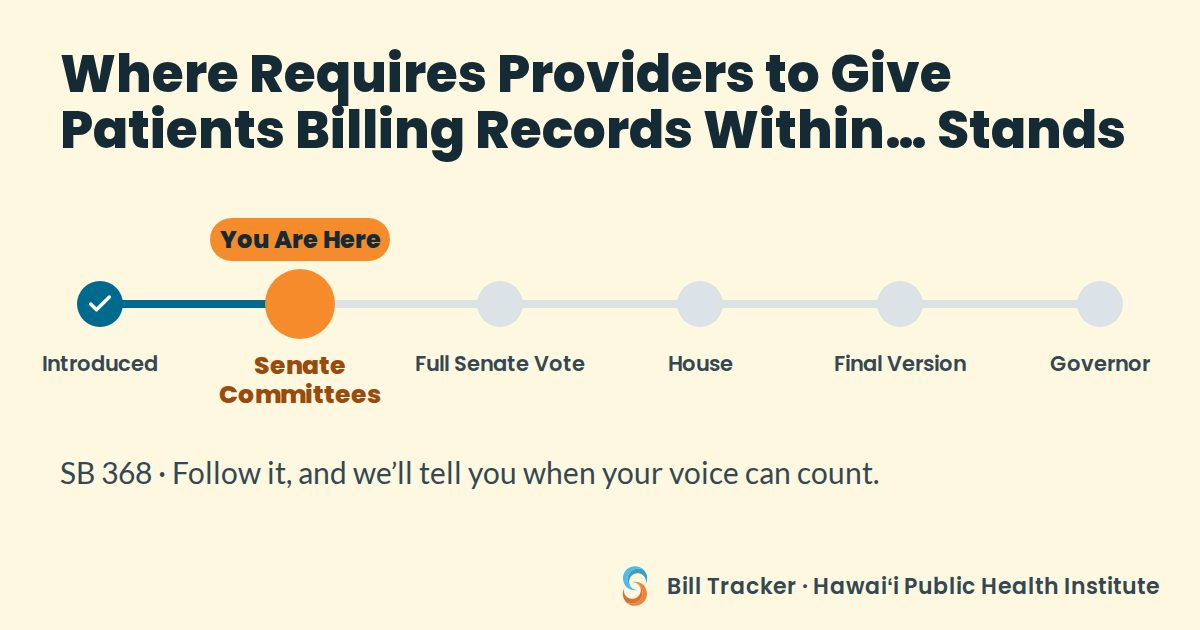 Where Requires Providers to Give
Patients Billing Records Within… Stands
You Are Here
Introduced
Senate
Committees
Full Senate Vote
House
Final Version
Governor
SB 368 · Follow it, and we’ll tell you when your voice can count.
Bill Tracker · Hawaiʻi Public Health Institute